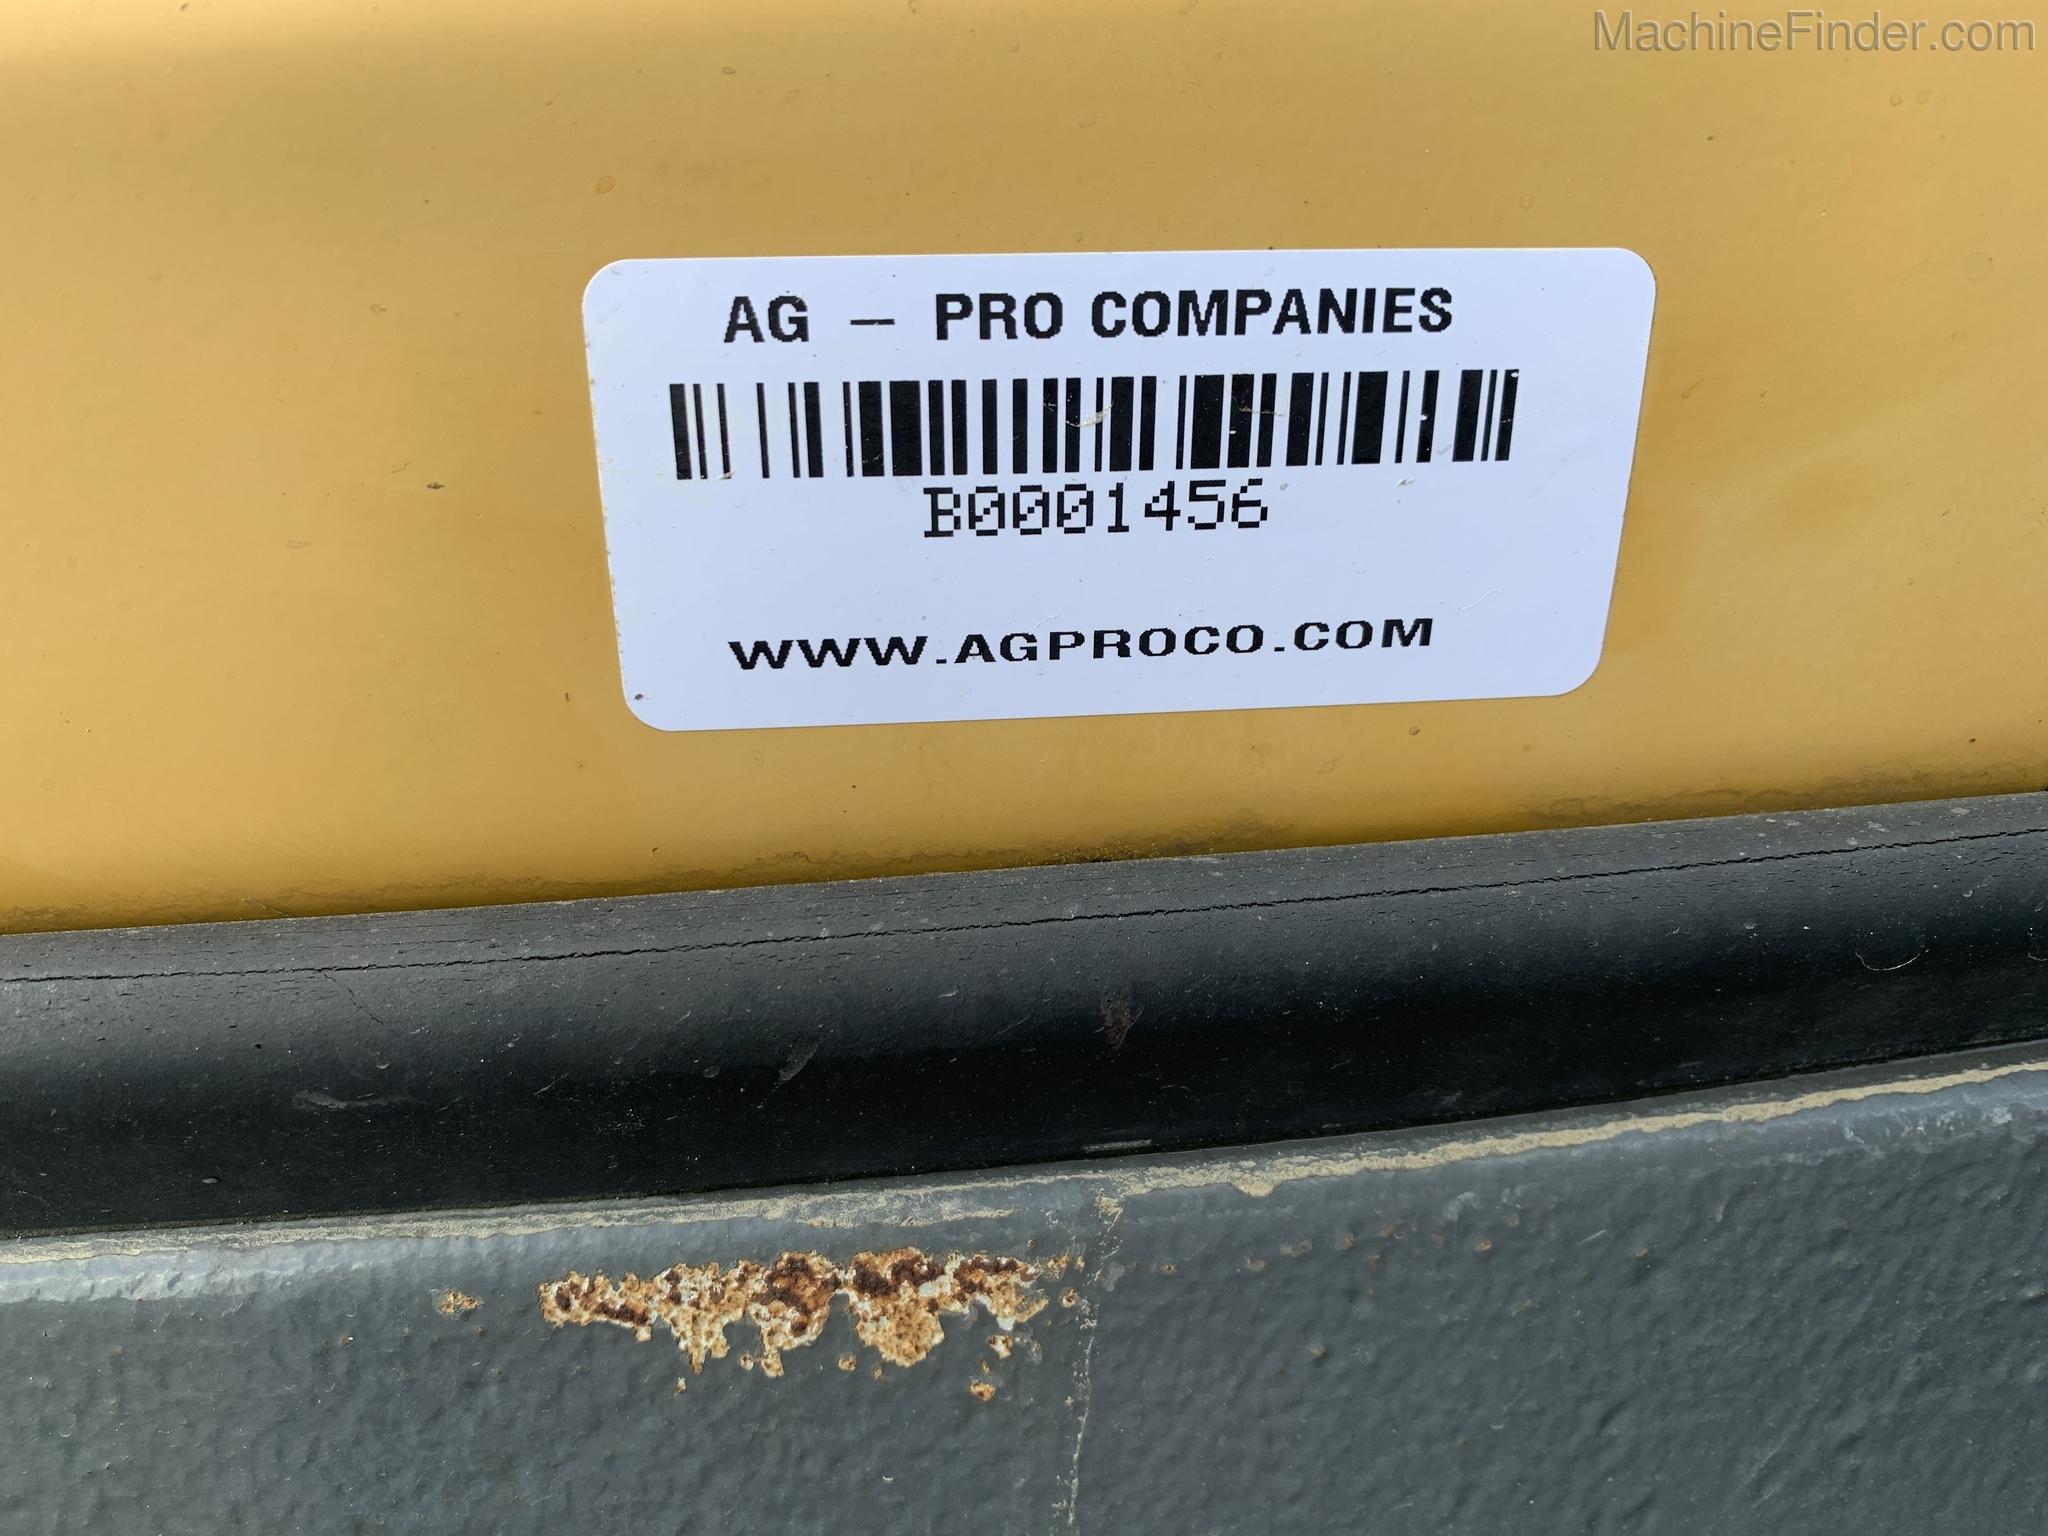 MachineFinder.com
AG – PRO COMPANIES
B0001456
WWW.AGPROCO.COM